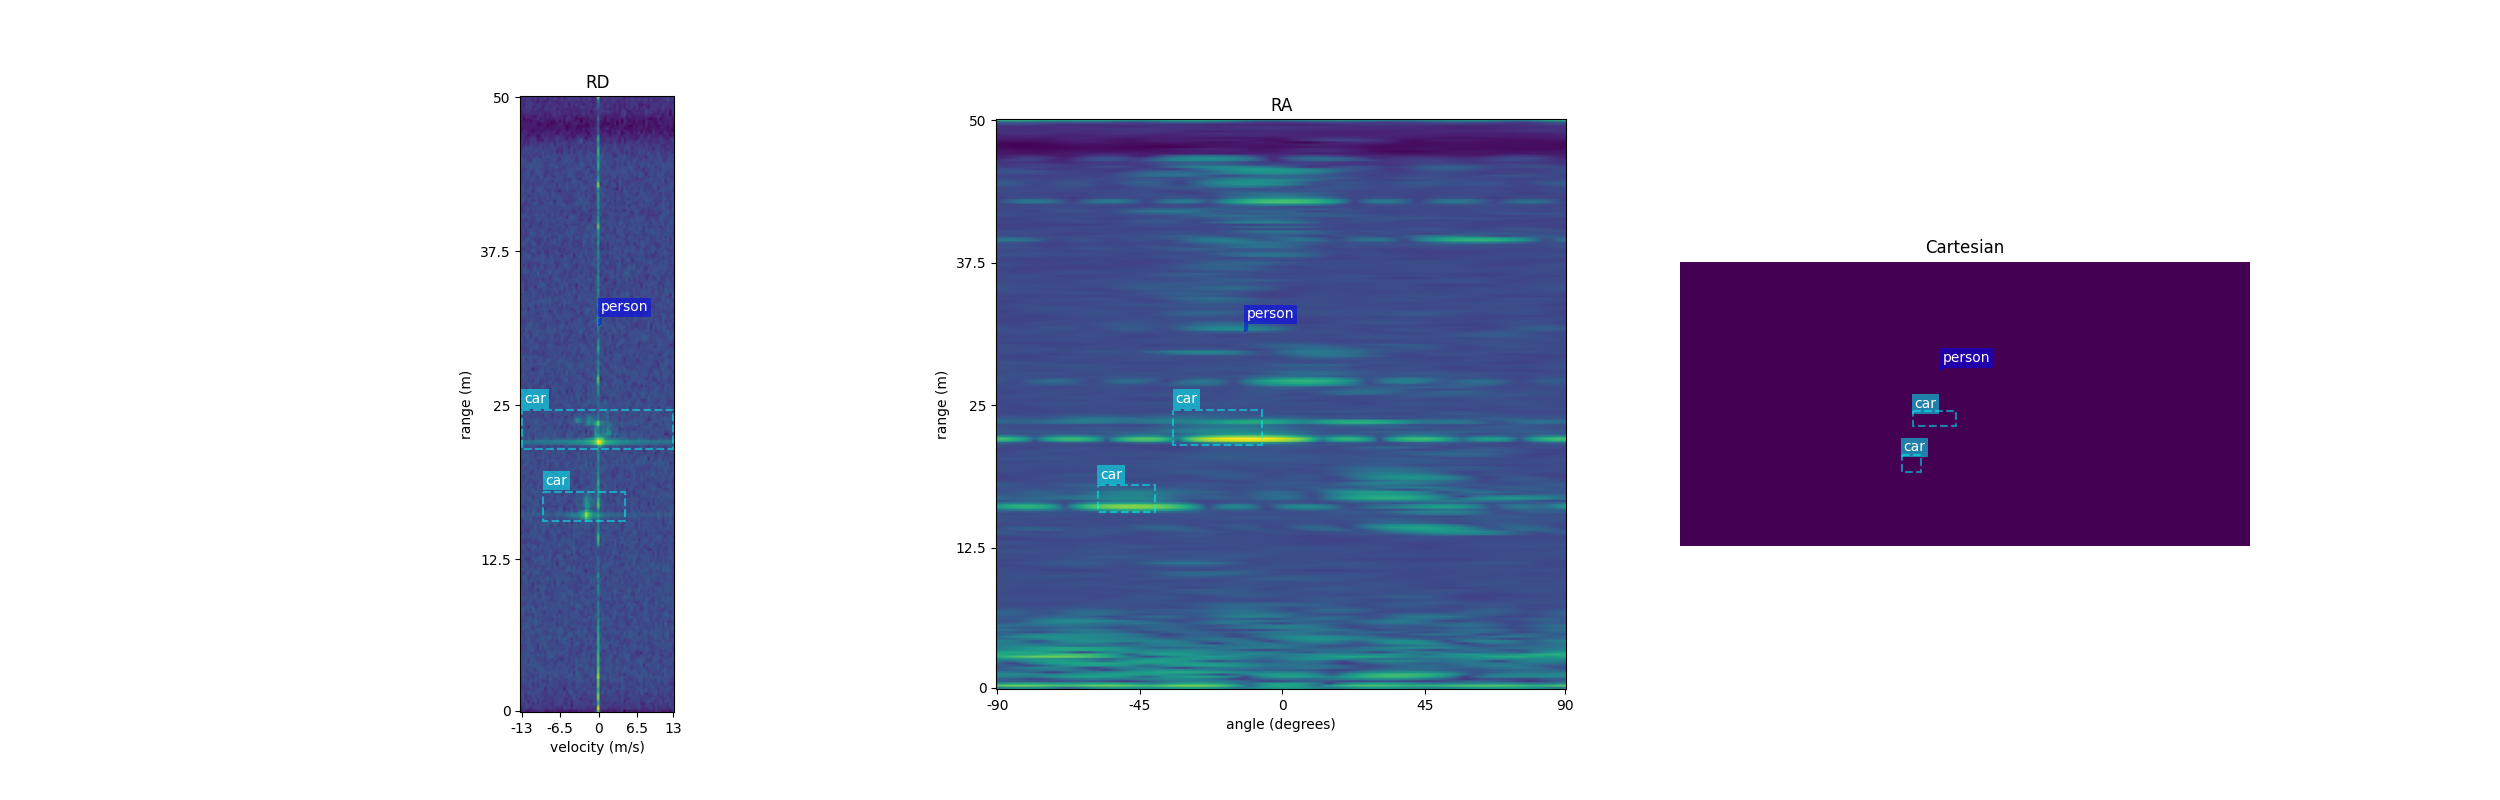 RD
50
37.5
25
12.5
0
range (m)
-13 -6.5 0 6.5 13
velocity (m/s)
person
car
car
RA
50
37.5
25
12.5
0
range (m)
-90 -45 0 45 90
angle (degrees)
person
car
car
Cartesian
person
car
car